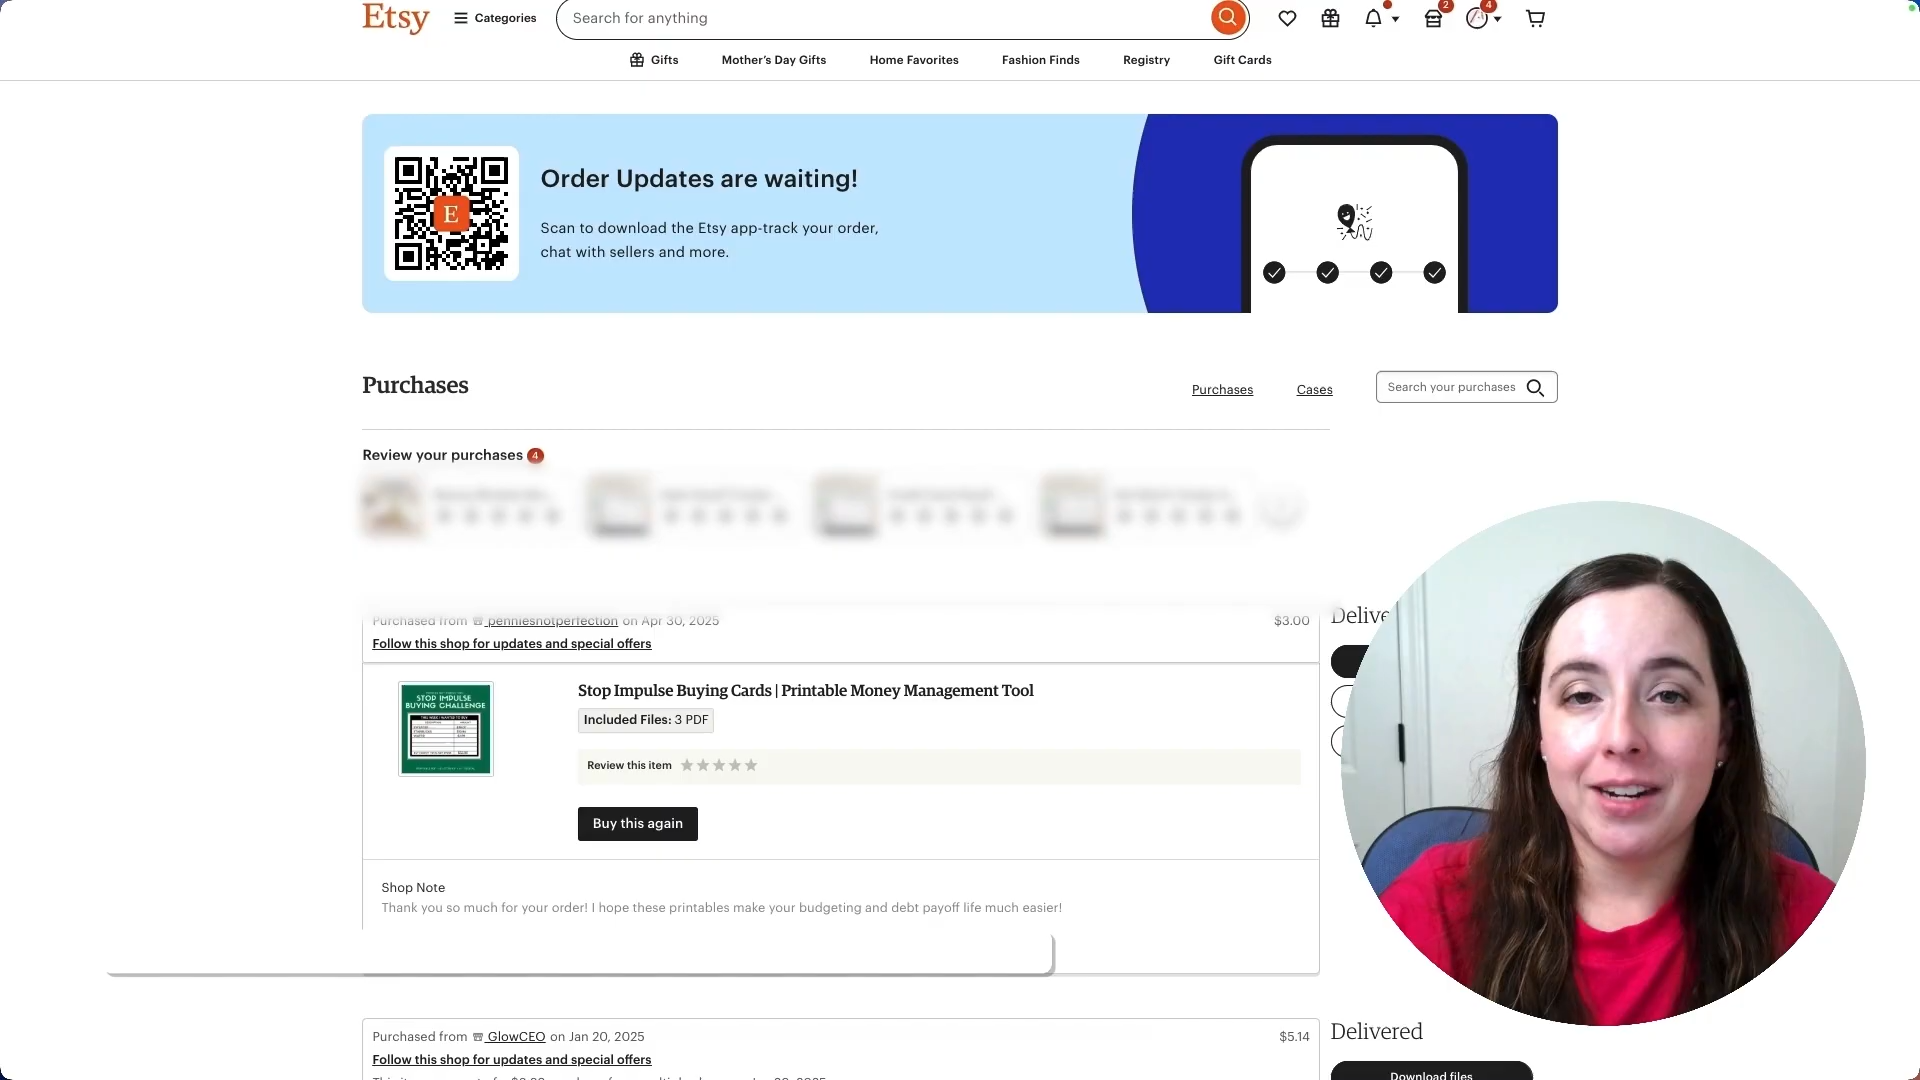 Etsy
Categories
Search for anything
2
4
Gifts
Mother's Day Gifts
Home Favorites
Fashion Finds
Registry
Gift Cards
E
Order Updates are waiting!
Scan to download the Etsy app-track your order,
chat with sellers and more.
Purchases
Purchases
Cases
Search your purchases
Review your purchases 4
Purchased from penniesnotperfection on Apr 30, 2025
$3.00
Follow this shop for updates and special offers
STOP IMPULSE
BUYING CHALLENGE
Stop Impulse Buying Cards | Printable Money Management Tool
Included Files: 3 PDF
Review this item
Buy this again
Shop Note
Thank you so much for your order! I hope these printables make your budgeting and debt payoff life much easier!
Purchased from GlowCEO on Jan 20, 2025
$5.14
Follow this shop for updates and special offers
Delivered
Download files